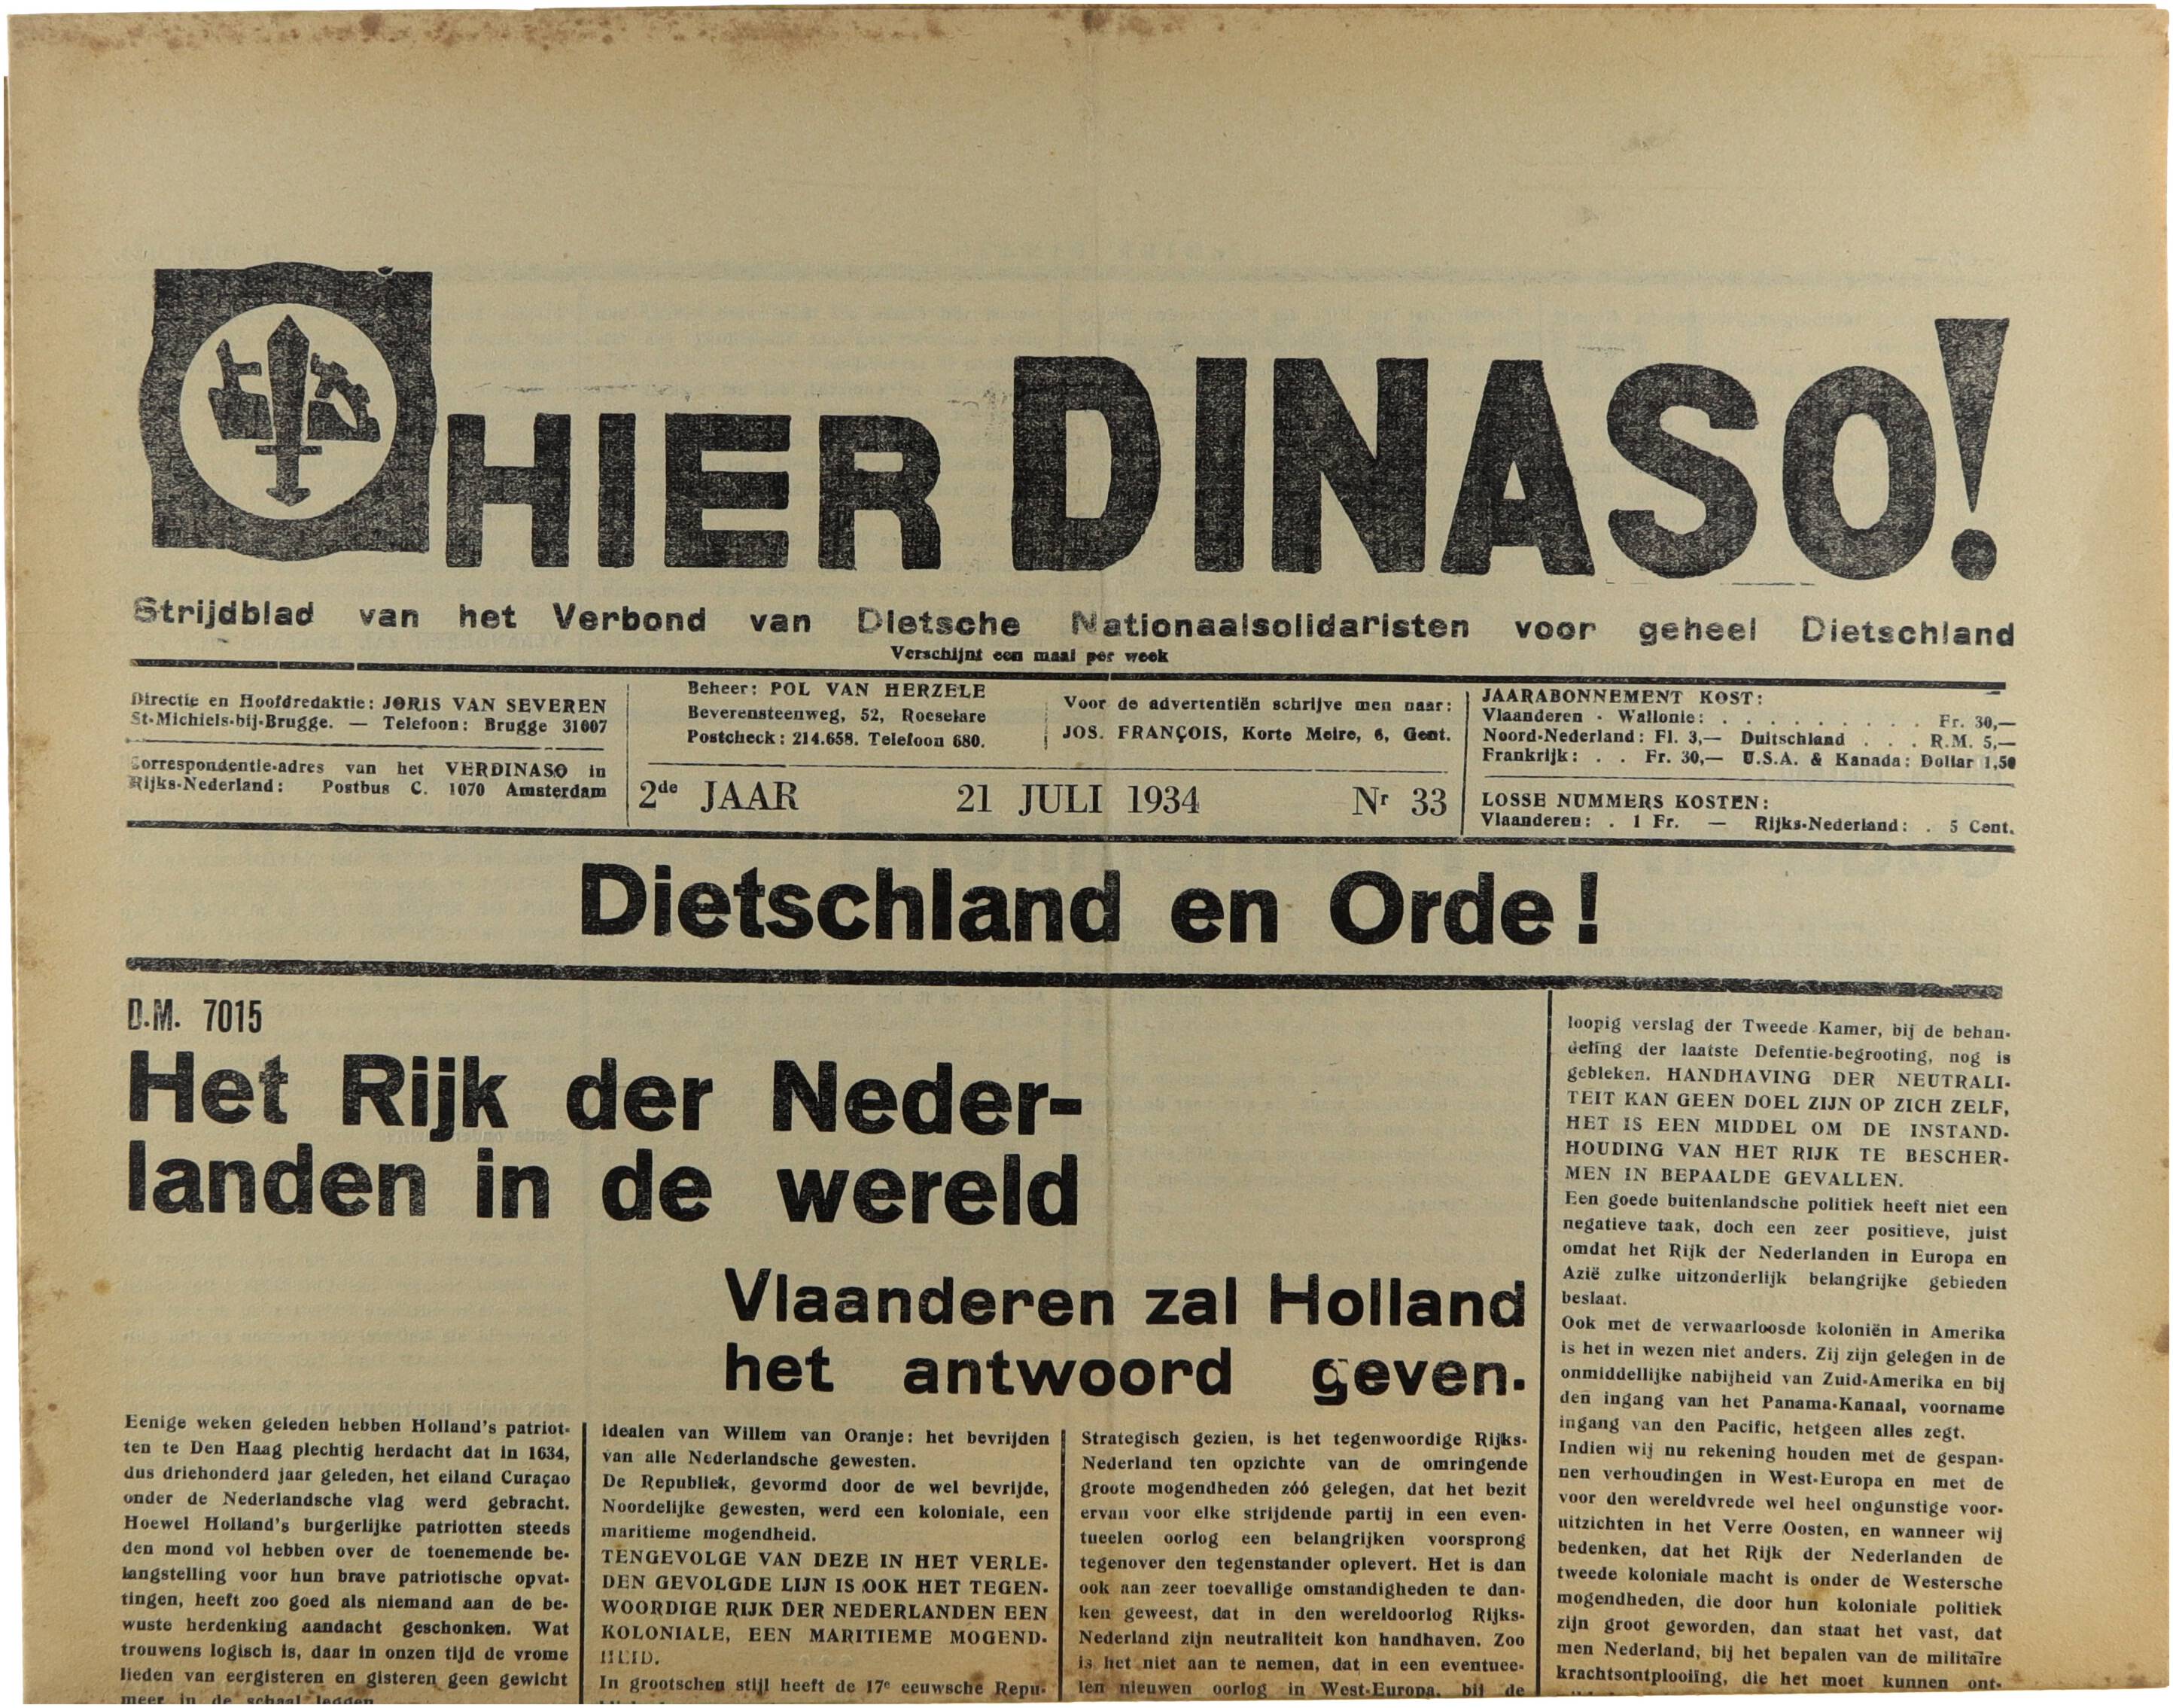 HIER DINASO!
Strijdblad van het Verbond van Dietsche Nationaalsolidaristen voor geheel Dietschland
Verschijnt een maal per week
Directie en Hoofdredaktie: JORIS VAN SEVEREN
St-Michiels-bij-Brugge. — Telefoon: Brugge 31007
Correspondentie-adres van het VERDINASO in
Rijks-Nederland: Postbus C. 1070 Amsterdam
Beheer: POL VAN HERZELE
Beverensteenweg, 52, Roeselare
Postcheck: 214.658. Telefoon 680.
Voor de advertentiën schrijve men naar:
JOS. FRANÇOIS, Korte Meire, 6, Gent.
2de JAAR 21 JULI 1934 Nr 33
JAARABONNEMENT KOST:
Vlaanderen - Wallonie: . . . . . . . . . . Fr. 30,—
Noord-Nederland: Fl. 3,— Duitschland . . . R.M. 5,—
Frankrijk: . . Fr. 30,— U.S.A. & Kanada: Dollar 1,50
LOSSE NUMMERS KOSTEN:
Vlaanderen: . 1 Fr. — Rijks-Nederland: . 5 Cent.
Dietschland en Orde!
D.M. 7015
Het Rijk der Neder-
landen in de wereld
Vlaanderen zal Holland
het antwoord geven.
Eenige weken geleden hebben Holland's patriot-
ten te Den Haag plechtig herdacht dat in 1634,
dus driehonderd jaar geleden, het eiland Curaçao
onder de Nederlandsche vlag werd gebracht.
Hoewel Holland's burgerlijke patriotten steeds
den mond vol hebben over de toenemende be-
langstelling voor hun brave patriotische opvat-
tingen, heeft zoo goed als niemand aan de be-
wuste herdenking aandacht geschonken. Wat
trouwens logisch is, daar in onzen tijd de vrome
lieden van eergisteren en gisteren geen gewicht
meer in de schaal leggen
idealen van Willem van Oranje: het bevrijden
van alle Nederlandsche gewesten.
De Republiek, gevormd door de wel bevrijde,
Noordelijke gewesten, werd een koloniale, een
maritieme mogendheid.
TENGEVOLGE VAN DEZE IN HET VERLE-
DEN GEVOLGDE LIJN IS OOK HET TEGEN-
WOORDIGE RIJK DER NEDERLANDEN EEN
KOLONIALE, EEN MARITIEME MOGEND-
HEID.
In grootschen stijl heeft de 17e eeuwsche Repu-
Strategisch gezien, is het tegenwoordige Rijks-
Nederland ten opzichte van de omringende
groote mogendheden zóó gelegen, dat het bezit
ervan voor elke strijdende partij in een even-
tueelen oorlog een belangrijken voorsprong
tegenover den tegenstander oplevert. Het is dan
ook aan zeer toevallige omstandigheden te dan-
ken geweest, dat in den wereldoorlog Rijks-
Nederland zijn neutraliteit kon handhaven. Zoo
is het niet aan te nemen, dat in een eventuee-
len nieuwen oorlog in West-Europa, bij de
loopig verslag der Tweede Kamer, bij de behan-
deling der laatste Defentie-begrooting, nog is
gebleken. HANDHAVING DER NEUTRALI-
TEIT KAN GEEN DOEL ZIJN OP ZICH ZELF,
HET IS EEN MIDDEL OM DE INSTAND-
HOUDING VAN HET RIJK TE BESCHER-
MEN IN BEPAALDE GEVALLEN.
Een goede buitenlandsche politiek heeft niet een
negatieve taak, doch een zeer positieve, juist
omdat het Rijk der Nederlanden in Europa en
Azië zulke uitzonderlijk belangrijke gebieden
beslaat.
Ook met de verwaarloosde koloniën in Amerika
is het in wezen niet anders. Zij zijn gelegen in de
onmiddellijke nabijheid van Zuid-Amerika en bij
den ingang van het Panama-Kanaal, voorname
ingang van den Pacific, hetgeen alles zegt.
Indien wij nu rekening houden met de gespan-
nen verhoudingen in West-Europa en met de
voor den wereldvrede wel heel ongunstige voor-
uitzichten in het Verre Oosten, en wanneer wij
bedenken, dat het Rijk der Nederlanden de
tweede koloniale macht is onder de Westersche
mogendheden, die door hun koloniale politiek
zijn groot geworden, dan staat het vast, dat
men Nederland, bij het bepalen van de militaire
krachtsontplooiing, die het moet kunnen ont-